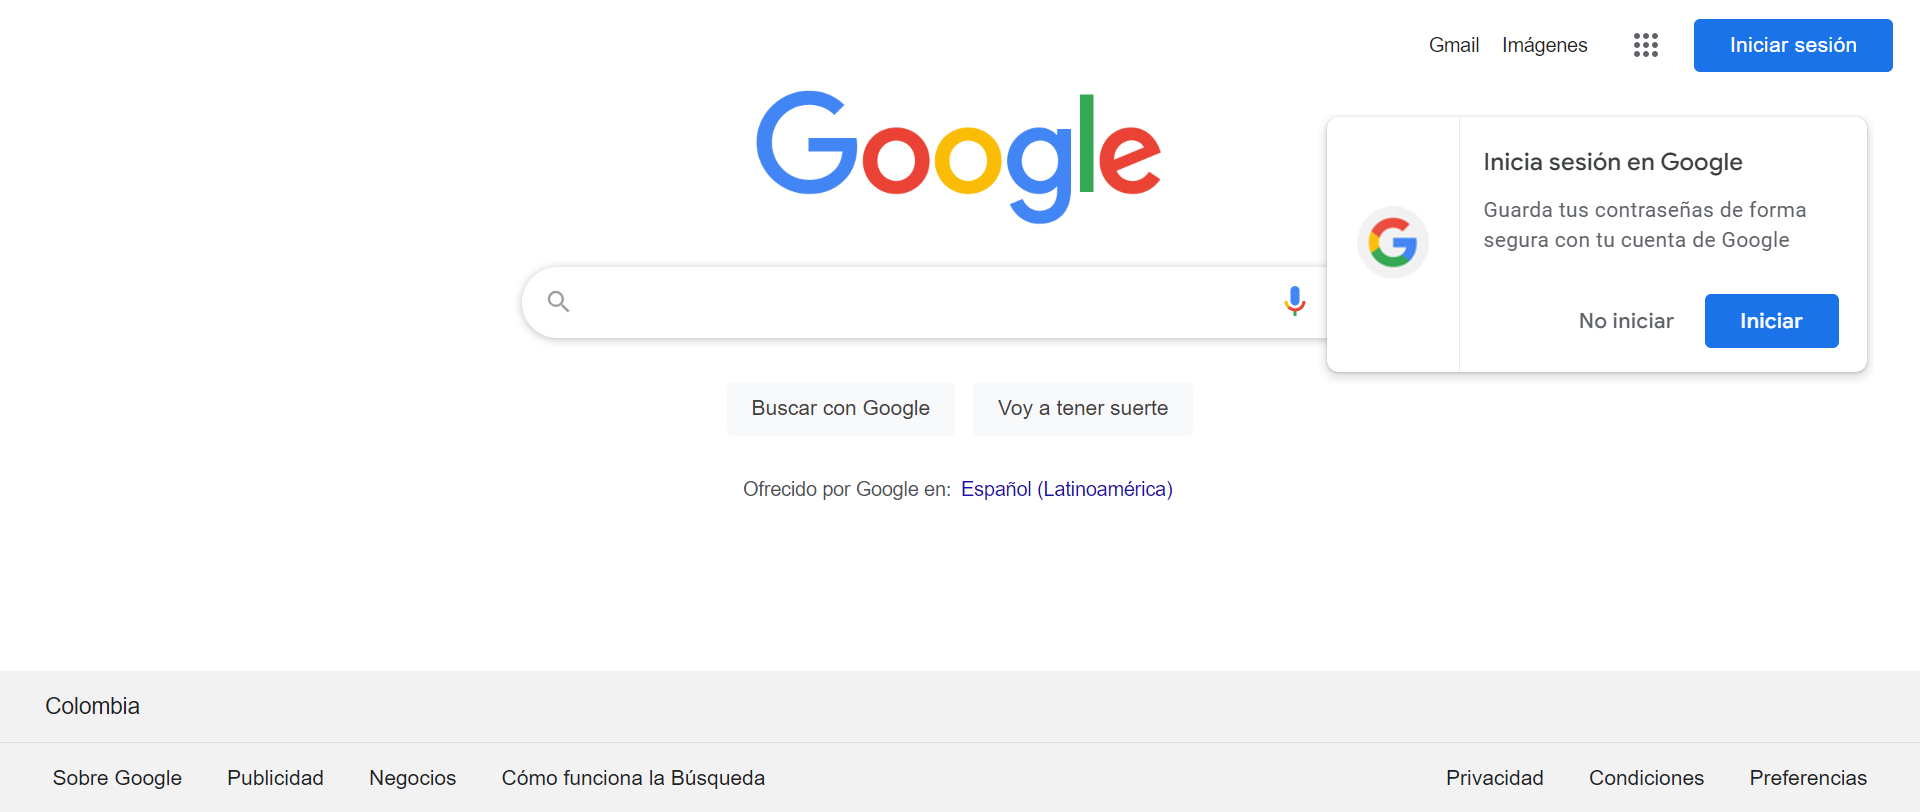 Gmail Imágenes Iniciar sesión
Google
Inicia sesión en Google
Guarda tus contraseñas de forma
segura con tu cuenta de Google
No iniciar Iniciar
Buscar con Google Voy a tener suerte
Ofrecido por Google en: Español (Latinoamérica)
Colombia
Sobre Google Publicidad Negocios Cómo funciona la Búsqueda Privacidad Condiciones Preferencias